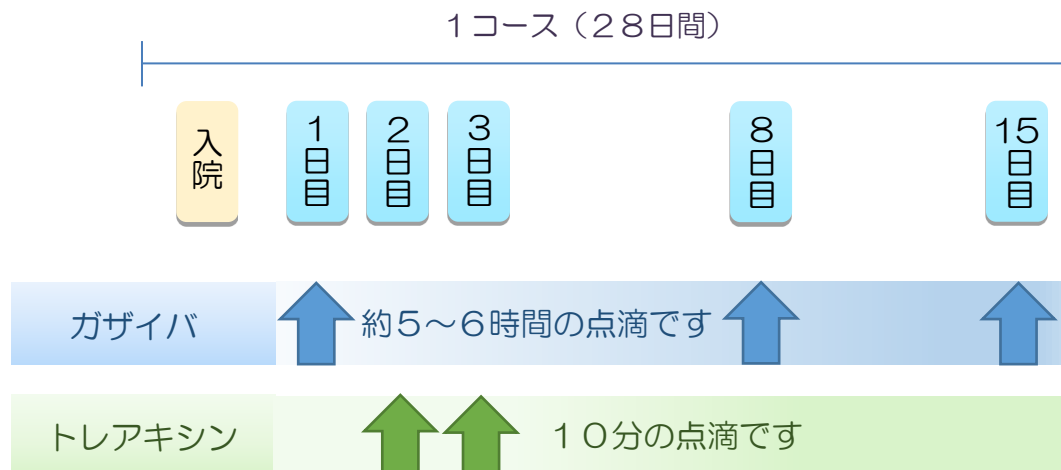 １コース（２８日間）
入院
１日目
２日目
３日目
８日目
15日目
ガザイバ
約５～６時間の点滴です
トレアキシン
１０分の点滴です